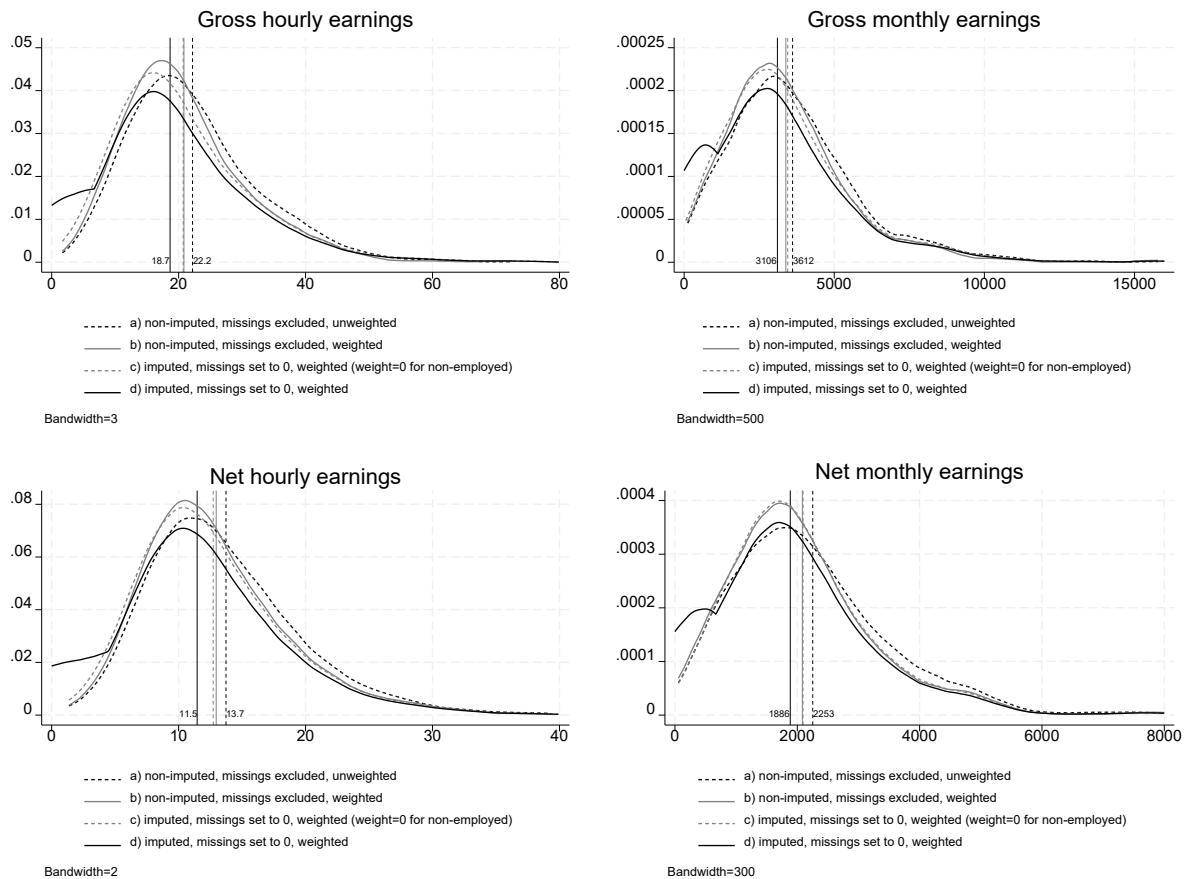 Gross hourly earnings
.05
.04
.03
.02
.01
0
18.7
22.2
0 20 40 60 80
a) non-imputed, missings excluded, unweighted
b) non-imputed, missings excluded, weighted
c) imputed, missings set to 0, weighted (weight=0 for non-employed)
d) imputed, missings set to 0, weighted
Bandwidth=3
Gross monthly earnings
.00025
.0002
.00015
.0001
.00005
0
3106
3612
0 5000 10000 15000
a) non-imputed, missings excluded, unweighted
b) non-imputed, missings excluded, weighted
c) imputed, missings set to 0, weighted (weight=0 for non-employed)
d) imputed, missings set to 0, weighted
Bandwidth=500
Net hourly earnings
.08
.06
.04
.02
0
11.5
13.7
0 10 20 30 40
a) non-imputed, missings excluded, unweighted
b) non-imputed, missings excluded, weighted
c) imputed, missings set to 0, weighted (weight=0 for non-employed)
d) imputed, missings set to 0, weighted
Bandwidth=2
Net monthly earnings
.0004
.0003
.0002
.0001
0
1886
2253
0 2000 4000 6000 8000
a) non-imputed, missings excluded, unweighted
b) non-imputed, missings excluded, weighted
c) imputed, missings set to 0, weighted (weight=0 for non-employed)
d) imputed, missings set to 0, weighted
Bandwidth=300